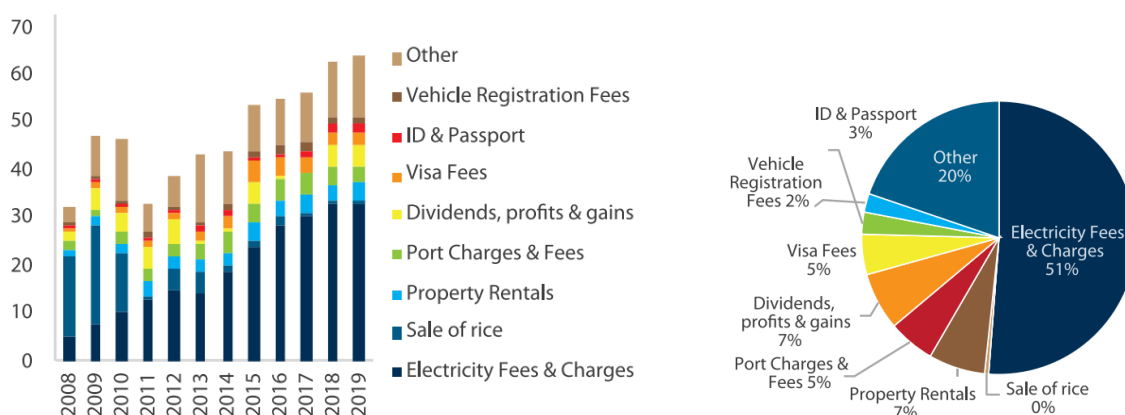 70
60
50
40
30
20
10
0
2008
2009
2010
2011
2012
2013
2014
2015
2016
2017
2018
2019
Other
Vehicle Registration Fees
ID & Passport
Visa Fees
Dividends, profits & gains
Port Charges & Fees
Property Rentals
Sale of rice
Electricity Fees & Charges
ID & Passport
3%
Vehicle
Registration
Fees 2%
Visa Fees
5%
Dividends,
profits & gains
7%
Port Charges &
Fees 5%
Property Rentals
7%
Sale of rice
0%
Other
20%
Electricity Fees
& Charges
51%